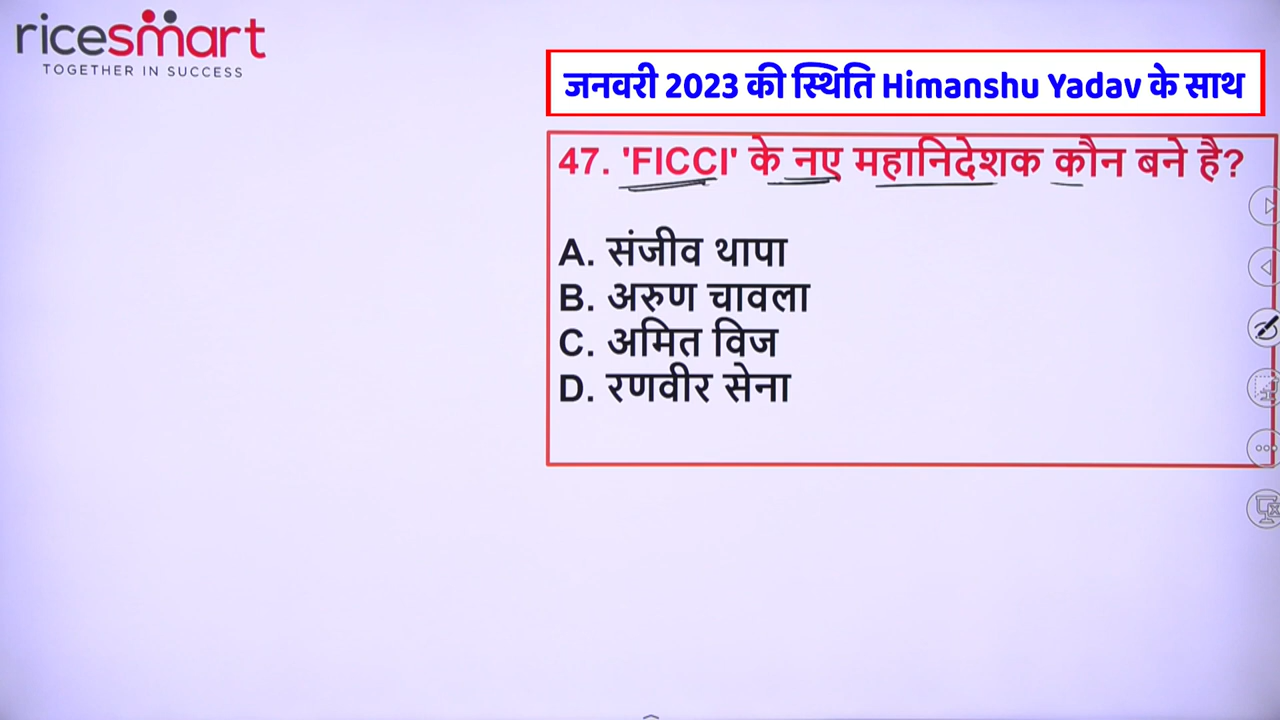 ricesmart
TOGETHER IN SUCCESS
जनवरी 2023 की स्थिति Himanshu Yadav के साथ
47. 'FICCI' के नए महानिदेशक कौन बने है?
A. संजीव थापा
B. अरुण चावला
C. अमित विज
D. रणवीर सेना